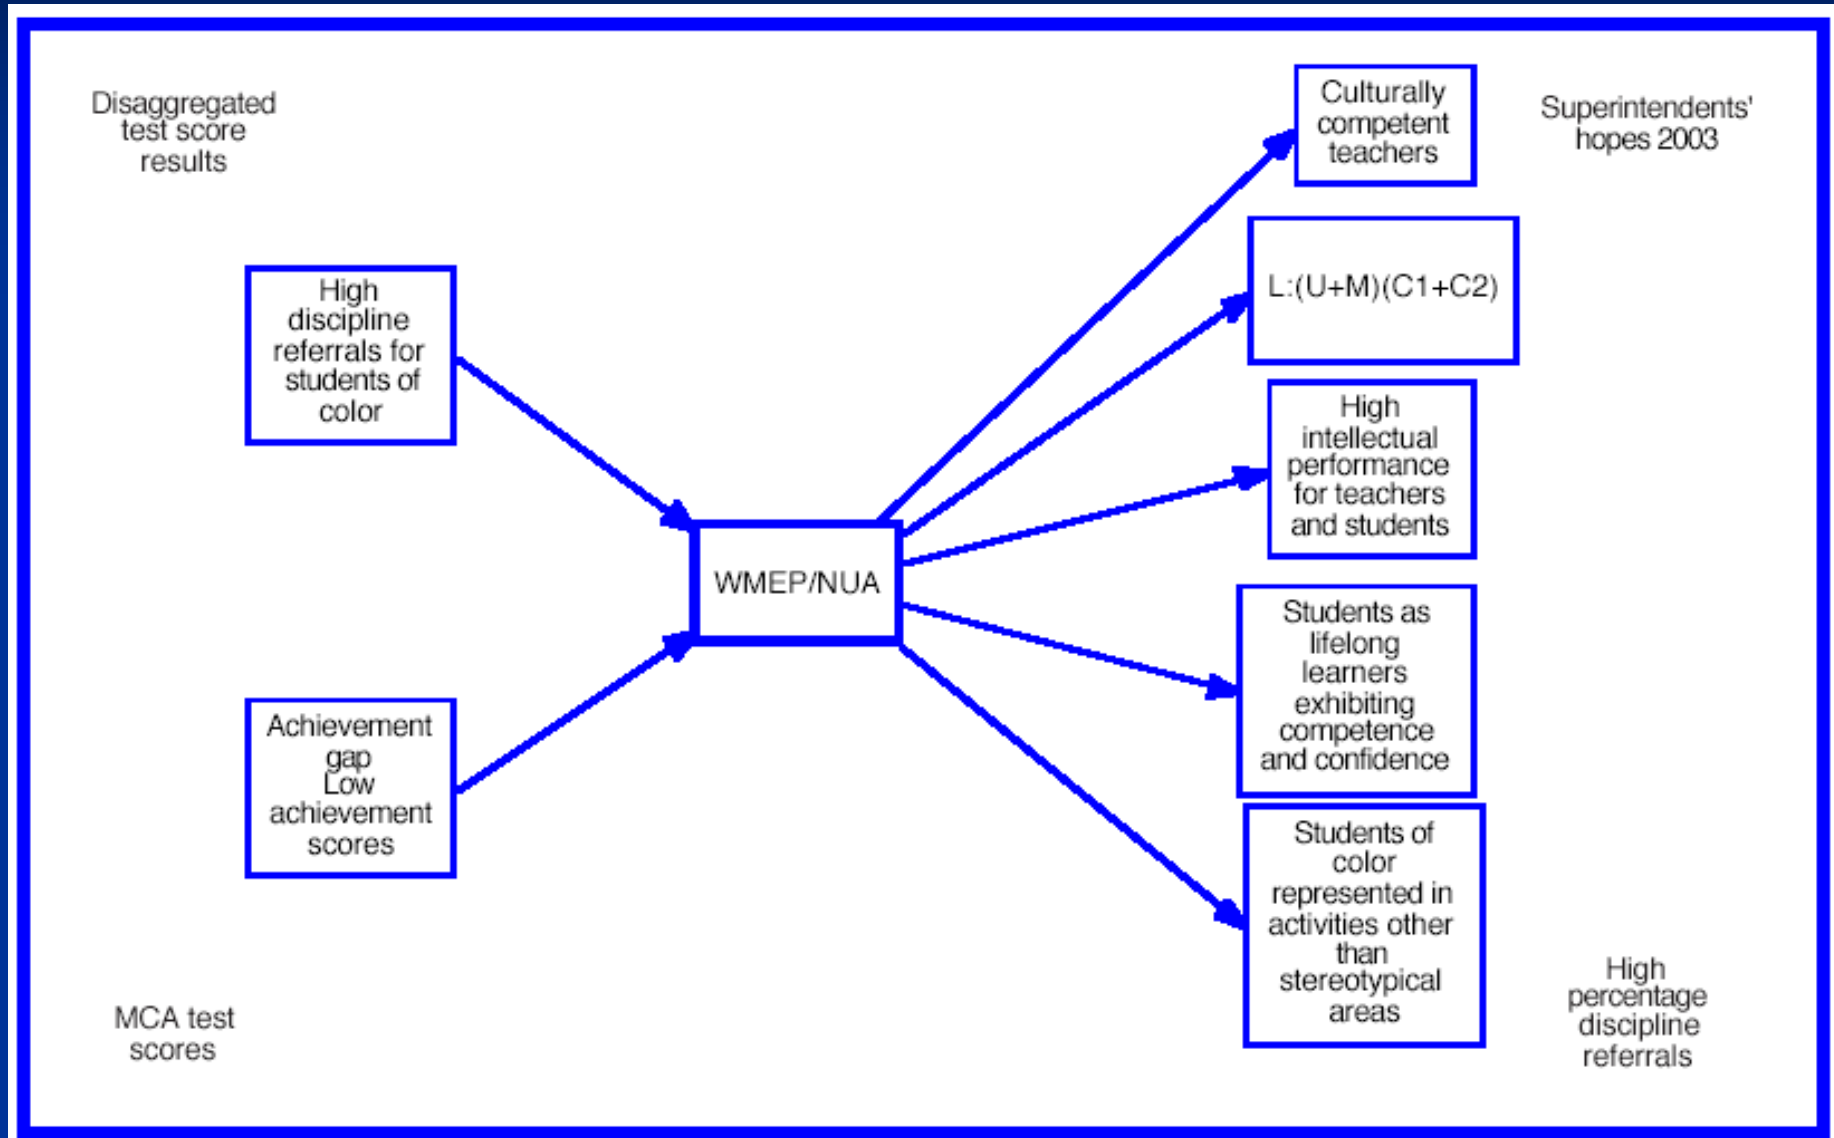 Disaggregated
test score
results
High
discipline
referrals for
students of
color
Achievement
gap
Low
achievement
scores
MCA test
scores
WMEP/NUA
Culturally
competent
teachers
L:(U+M)(C1+C2)
High
intellectual
performance
for teachers
and students
Students as
lifelong
learners
exhibiting
competence
and confidence
Students of
color
represented in
activities other
than
stereotypical
areas
Superintendents'
hopes 2003
High
percentage
discipline
referrals